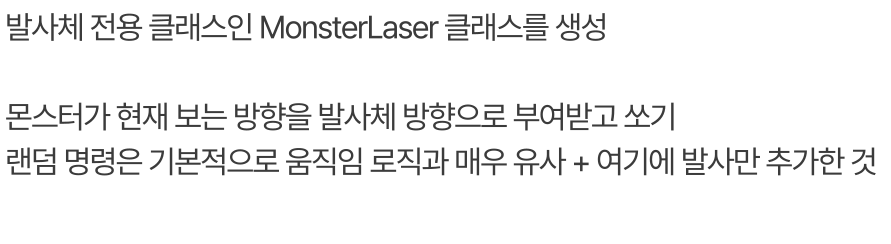 발사체 전용 클래스인 MonsterLaser 클래스를 생성
몬스터가 현재 보는 방향을 발사체 방향으로 부여받고 쏘기
랜덤 명령은 기본적으로 움직임 로직과 매우 유사 + 여기에 발사만 추가한 것